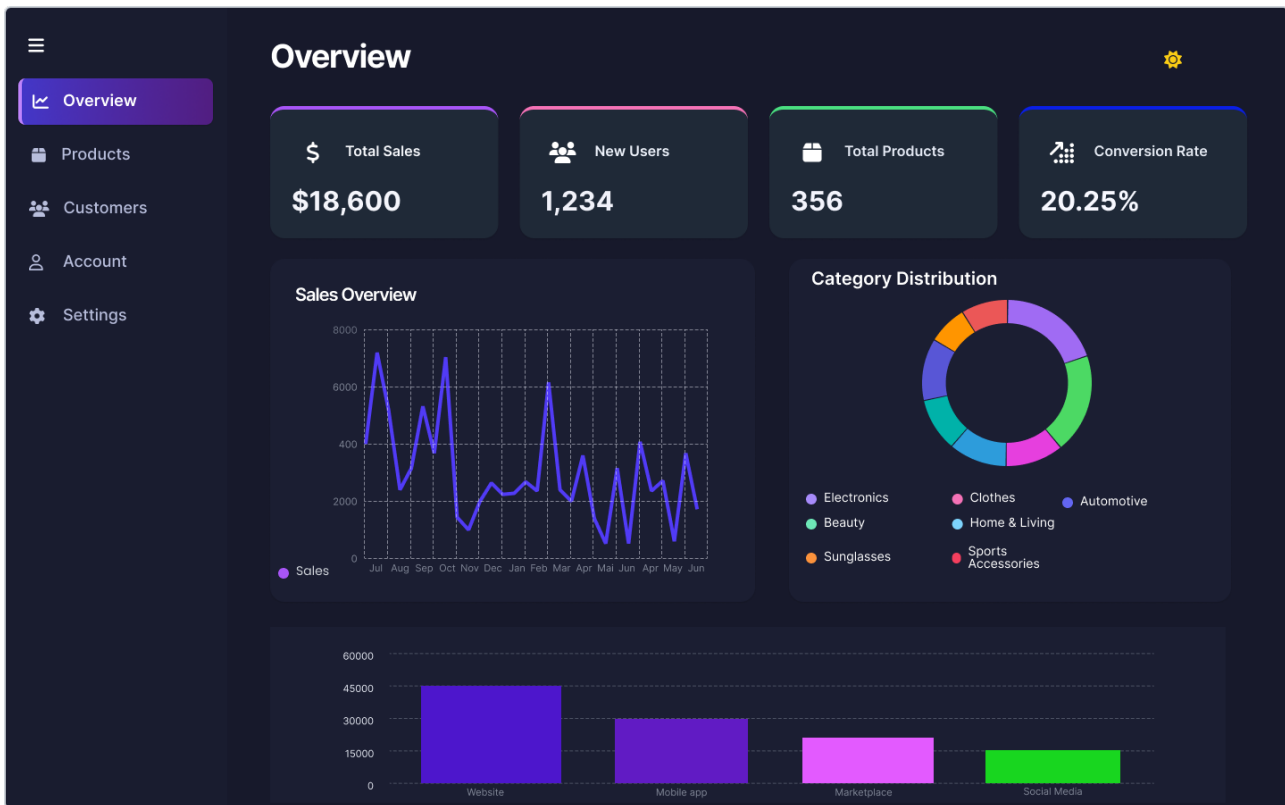 Overview
Products
Customers
Account
Settings
Overview
Total Sales
$18,600
New Users
1,234
Total Products
356
Conversion Rate
20.25%
Sales Overview
8000
6000
400
2000
0
Jul Aug Sep Oct Nov Dec Jan Feb Mar Apr Mai Jun Apr May Jun
Sales
Category Distribution
Electronics
Clothes
Automotive
Beauty
Home & Living
Sunglasses
Sports
Accessories
60000
45000
30000
15000
0
Website
Mobile app
Marketplace
Social Media